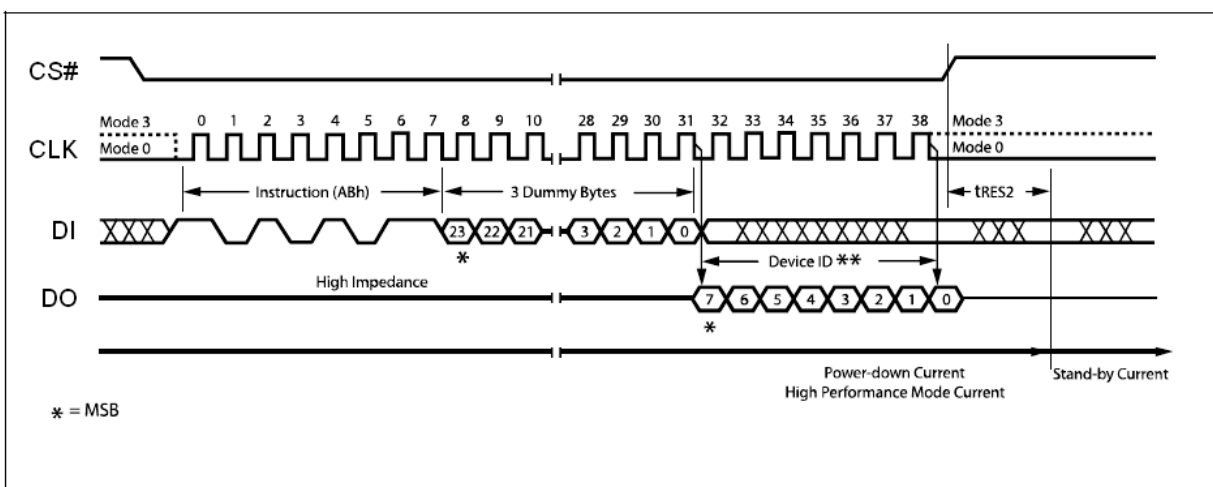 CS#
Mode 3 0 1 2 3 4 5 6 7 8 9 10 28 29 30 31 32 33 34 35 36 37 38 Mode 3
CLK Mode 0 Mode 0
Instruction (ABh) 3 Dummy Bytes tRES2
DI 23 22 21 3 2 1 0
* Device ID **
High Impedance
DO 7 6 5 4 3 2 1 0
*
Power-down Current Stand-by Current
High Performance Mode Current
* = MSB